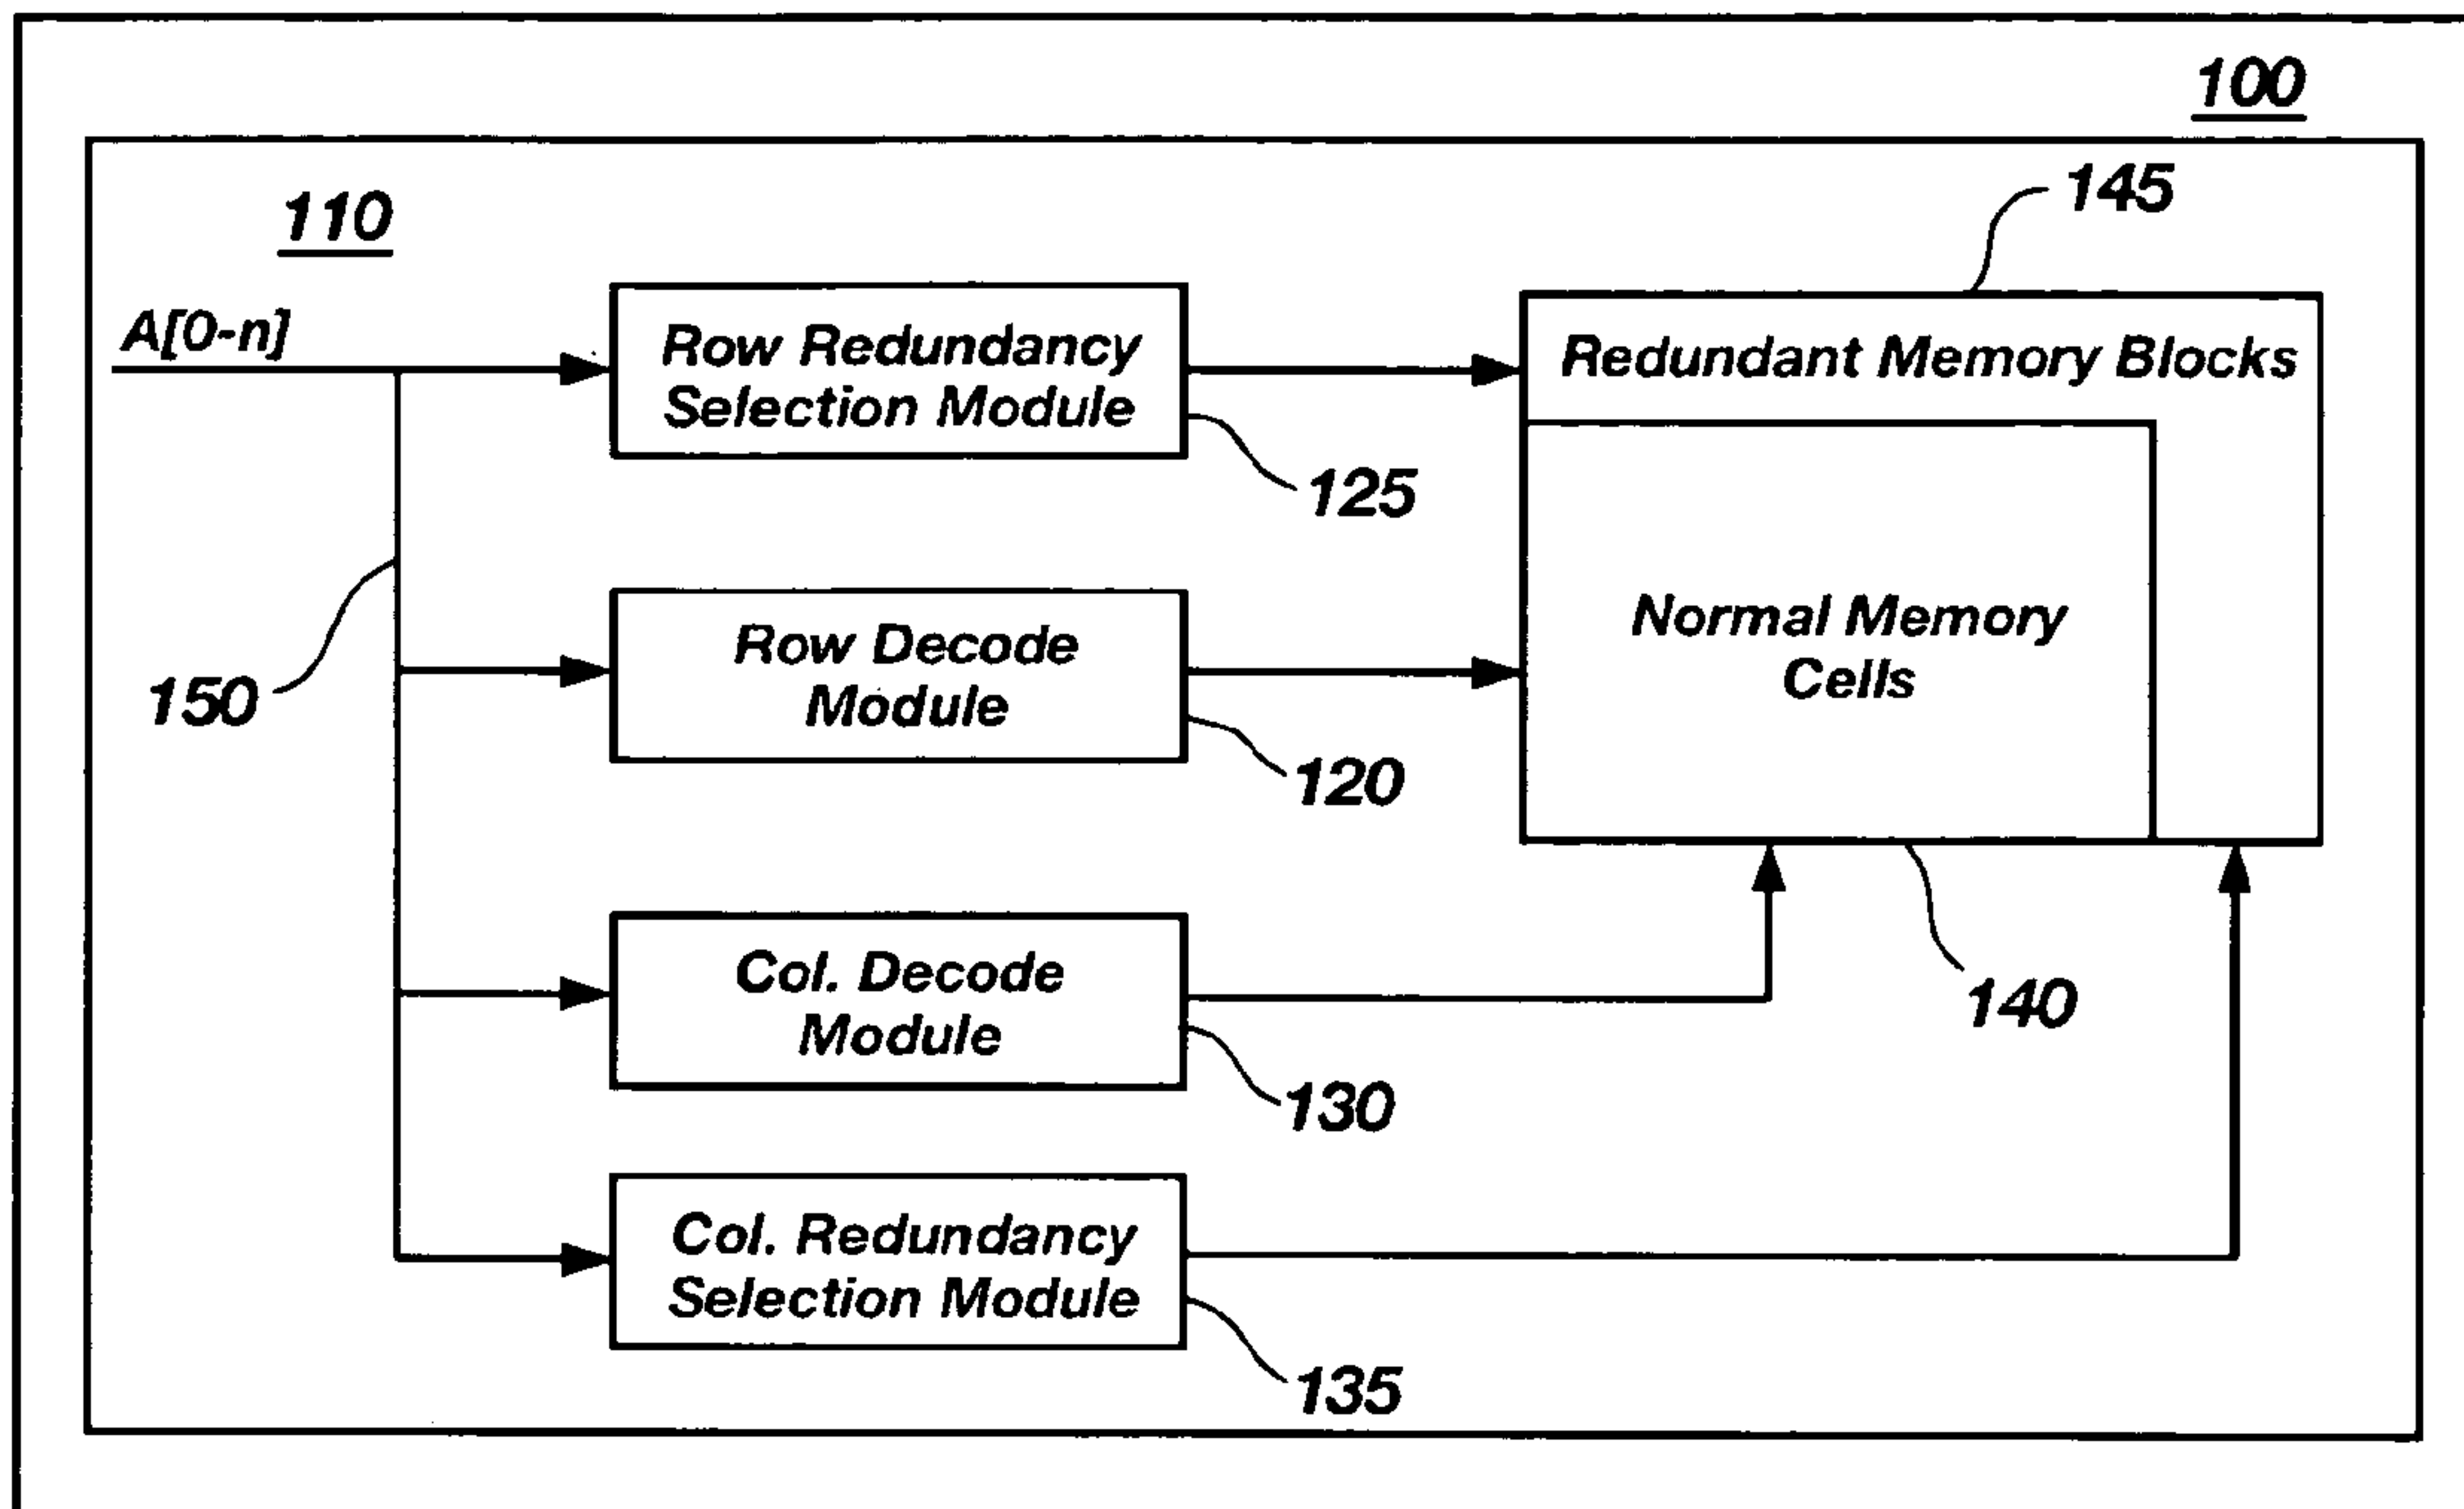 100
110
145
A[0-n]
Row Redundancy
Selection Module
Redundant Memory Blocks
125
Normal Memory
Cells
Row Decode
Module
150
120
Col. Decode
Module
140
130
Col. Redundancy
Selection Module
135